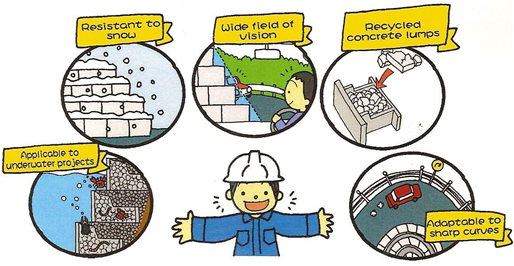 Resistant to
snow
Wide field of
vision
Recycled
concrete lumps
Applicable to
underwater projects
Adaptable to
sharp curves